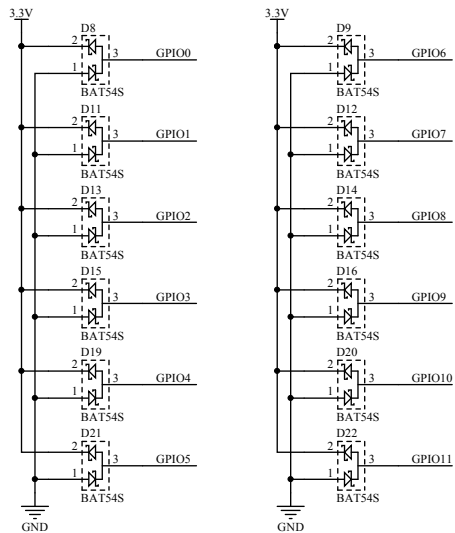 3.3V
D8
2
1
3
GPIO0
BAT54S
D11
2
1
3
GPIO1
BAT54S
D13
2
1
3
GPIO2
BAT54S
D15
2
1
3
GPIO3
BAT54S
D19
2
1
3
GPIO4
BAT54S
D21
2
1
3
GPIO5
BAT54S
GND
3.3V
D9
2
1
3
GPIO6
BAT54S
D12
2
1
3
GPIO7
BAT54S
D14
2
1
3
GPIO8
BAT54S
D16
2
1
3
GPIO9
BAT54S
D20
2
1
3
GPIO10
BAT54S
D22
2
1
3
GPIO11
BAT54S
GND